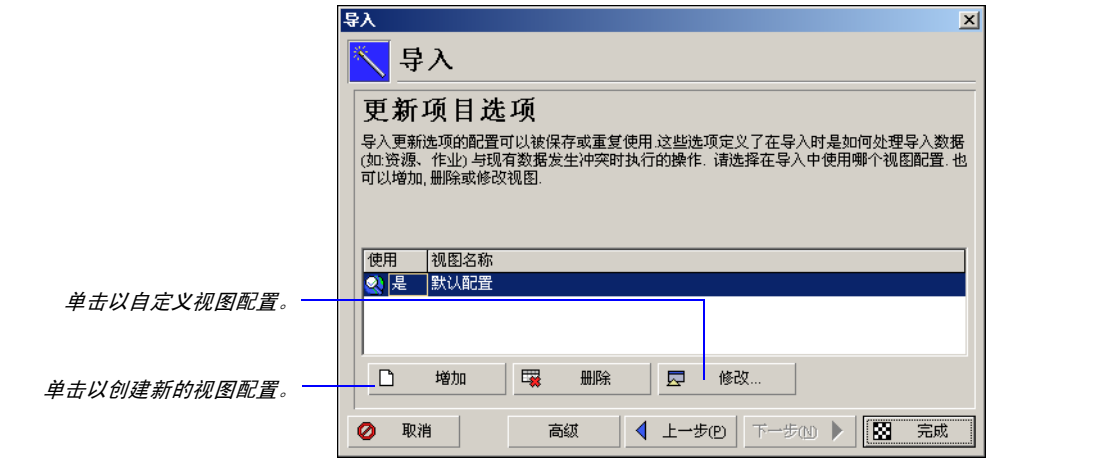 导入
导入
更新项目选项
导入更新选项的配置可以被保存或重复使用.这些选项定义了在导入时是如何处理导入数据
(如:资源、作业) 与现有数据发生冲突时执行的操作. 请选择在导入中使用哪个视图配置. 也
可以增加, 删除或修改视图.
使用 视图名称
是 默认配置
单击以自定义视图配置。
单击以创建新的视图配置。
增加 删除 修改...
取消 高级 上一步(P) 下一步(N) 完成